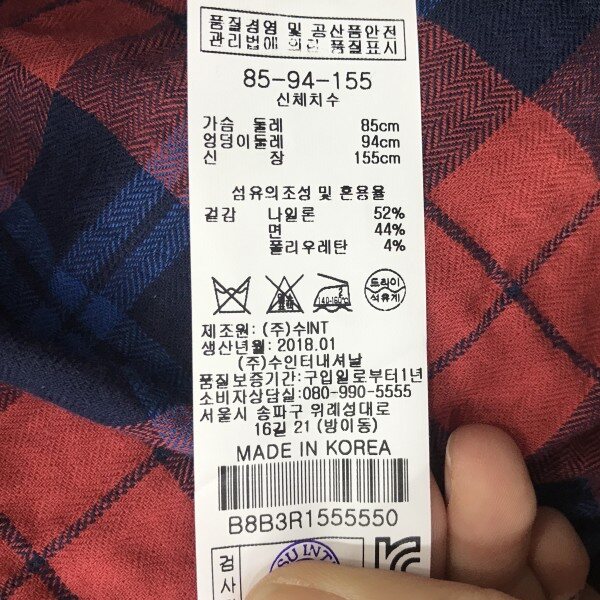 품질경영 및 공산품안전
관리법에 의한 품질표시
85-94-155
신체치수
가슴 둘레 85cm
엉덩이둘레 94cm
신 장 155cm
섬유의조성 및 혼용율
겉감 나일론 52%
면 44%
폴리우레탄 4%
140-160℃
드라이
석유계
제조원: (주)수INT
생산년월: 2018.01
(주)수인터내셔날
품질보증기간:구입일로부터1년
소비자상담실:080-990-5555
서울시 송파구 위례성대로
16길 21 (방이동)
MADE IN KOREA
B8B3R1555550
검사
SU INT